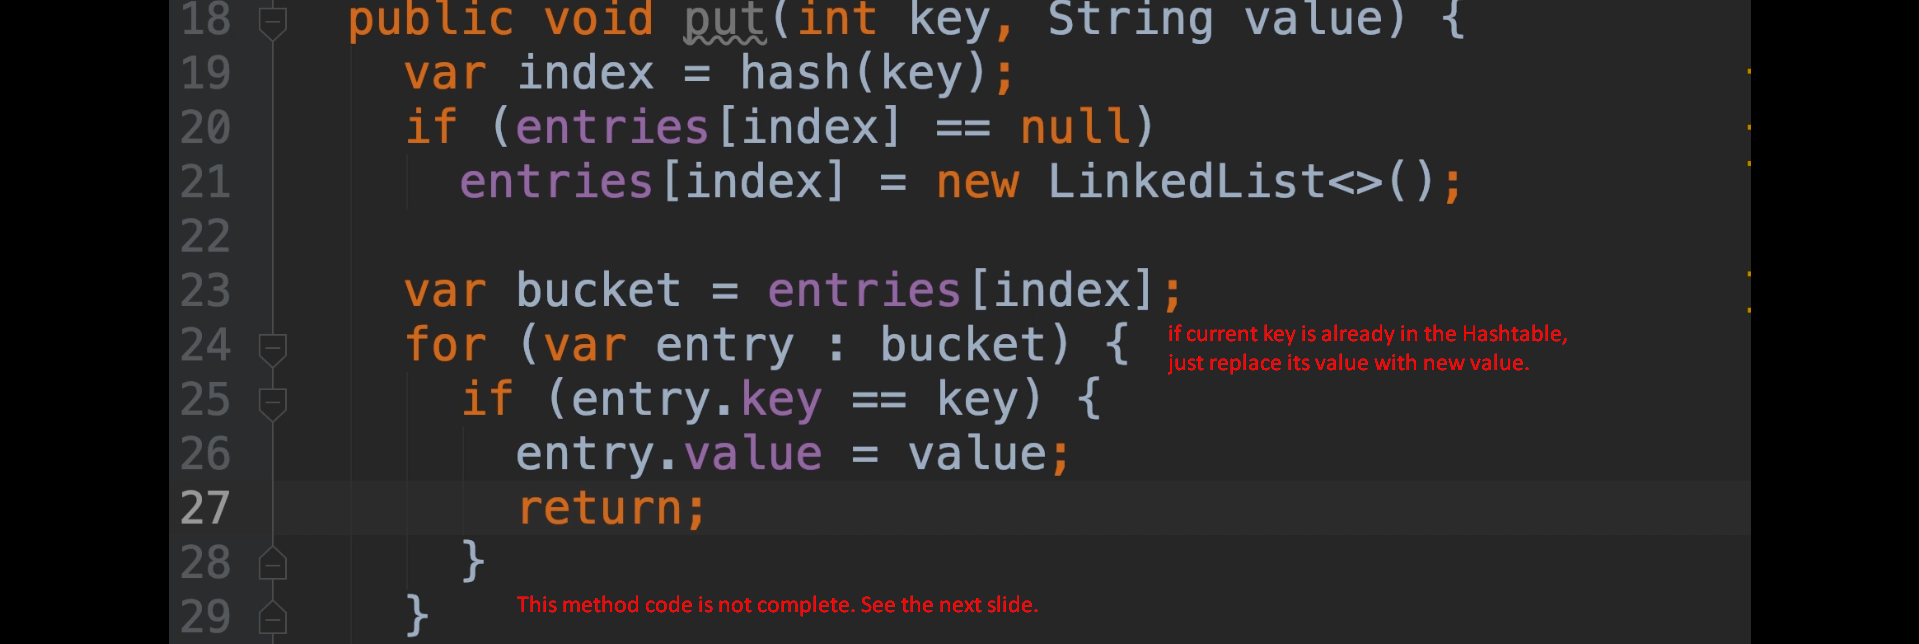 18 public void put(int key, String value) {
19 var index = hash(key);
20 if (entries[index] == null)
21 entries[index] = new LinkedList<>();
22
23 var bucket = entries[index];
24 for (var entry : bucket) { if current key is already in the Hashtable,
just replace its value with new value.
25 if (entry.key == key) {
26 entry.value = value;
27 return;
28 }
29 } This method code is not complete. See the next slide.